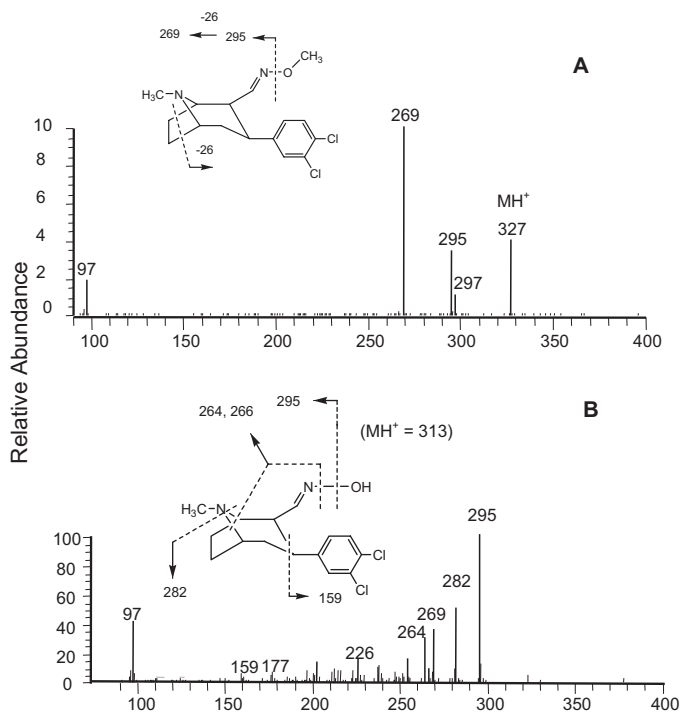 -26
269 295
CH₃
N O
A
H₃C N
Cl
-26
Cl
10
8
6
4
2
0
269
MH⁺
327
295
297
97
100 150 200 250 300 350 400
Relative Abundance
295
B
264, 266
(MH⁺ = 313)
N OH
H₃C N
Cl
Cl
282
159
100
80
60
40
20
0
295
282
269
264
97
226
159 177
100 150 200 250 300 350 400